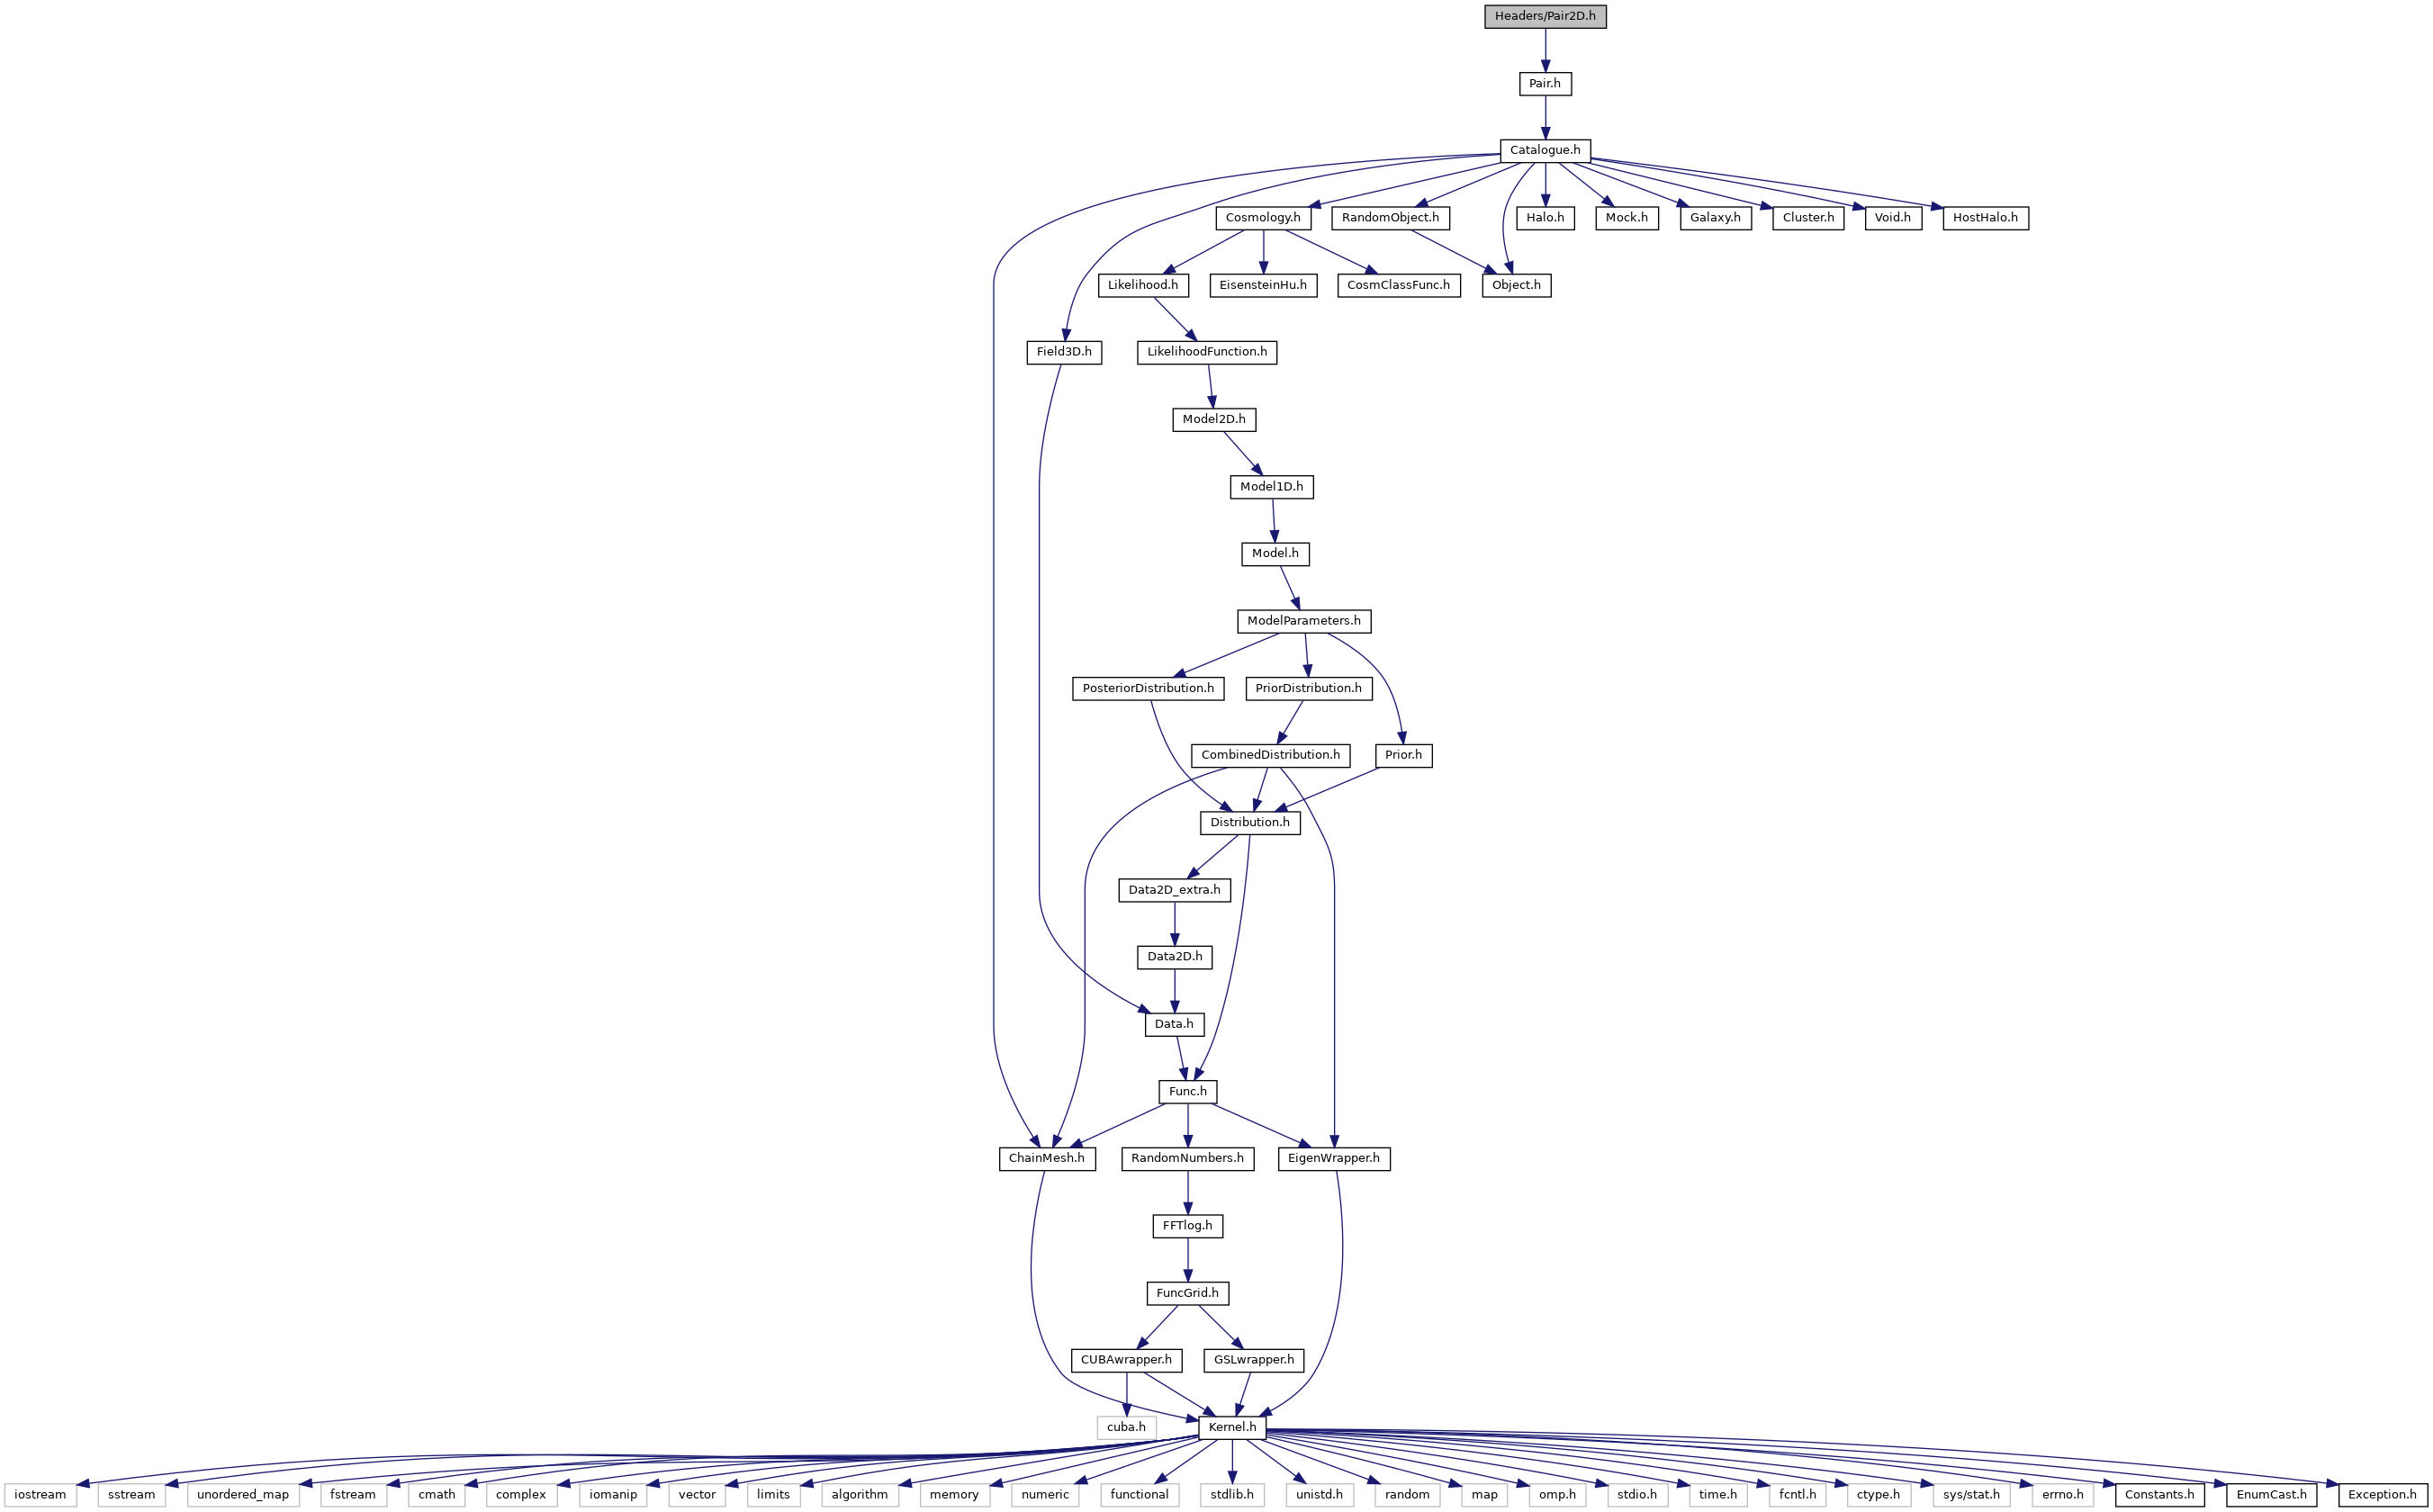 Headers/Pair2D.h
Pair.h
Catalogue.h
Cosmology.h
RandomObject.h
Halo.h
Mock.h
Galaxy.h
Cluster.h
Void.h
HostHalo.h
Likelihood.h
EisensteinHu.h
CosmClassFunc.h
Object.h
Field3D.h
LikelihoodFunction.h
Model2D.h
Model1D.h
Model.h
ModelParameters.h
PosteriorDistribution.h
PriorDistribution.h
CombinedDistribution.h
Prior.h
Distribution.h
Data2D_extra.h
Data2D.h
Data.h
Func.h
ChainMesh.h
RandomNumbers.h
EigenWrapper.h
FFTlog.h
FuncGrid.h
CUBAwrapper.h
GSLwrapper.h
cuba.h
Kernel.h
iostream
sstream
unordered_map
fstream
cmath
complex
iomanip
vector
limits
algorithm
memory
numeric
functional
stdlib.h
unistd.h
random
map
omp.h
stdio.h
time.h
fcntl.h
ctype.h
sys/stat.h
errno.h
Constants.h
EnumCast.h
Exception.h